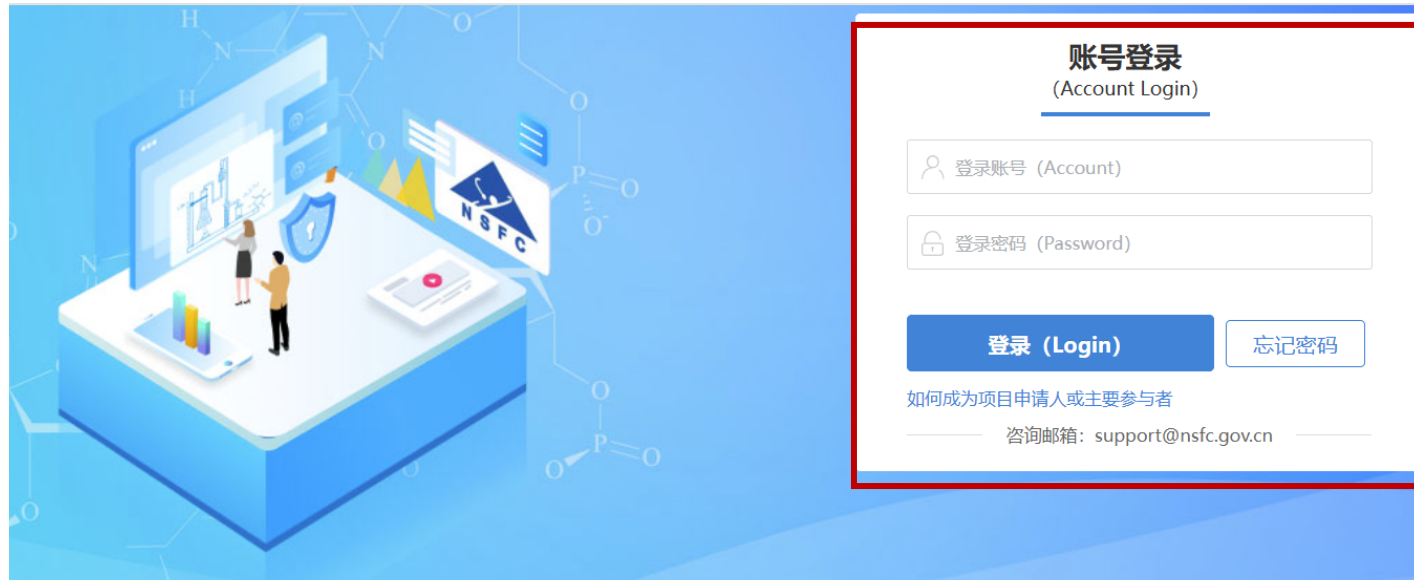 H
O
N
N
H
O
O
P
O
O⁻
NSFC
N
O
P
O
O
O
O
账号登录
(Account Login)
登录账号 (Account)
登录密码 (Password)
登录 (Login)
忘记密码
如何成为项目申请人或主要参与者
咨询邮箱：support@nsfc.gov.cn